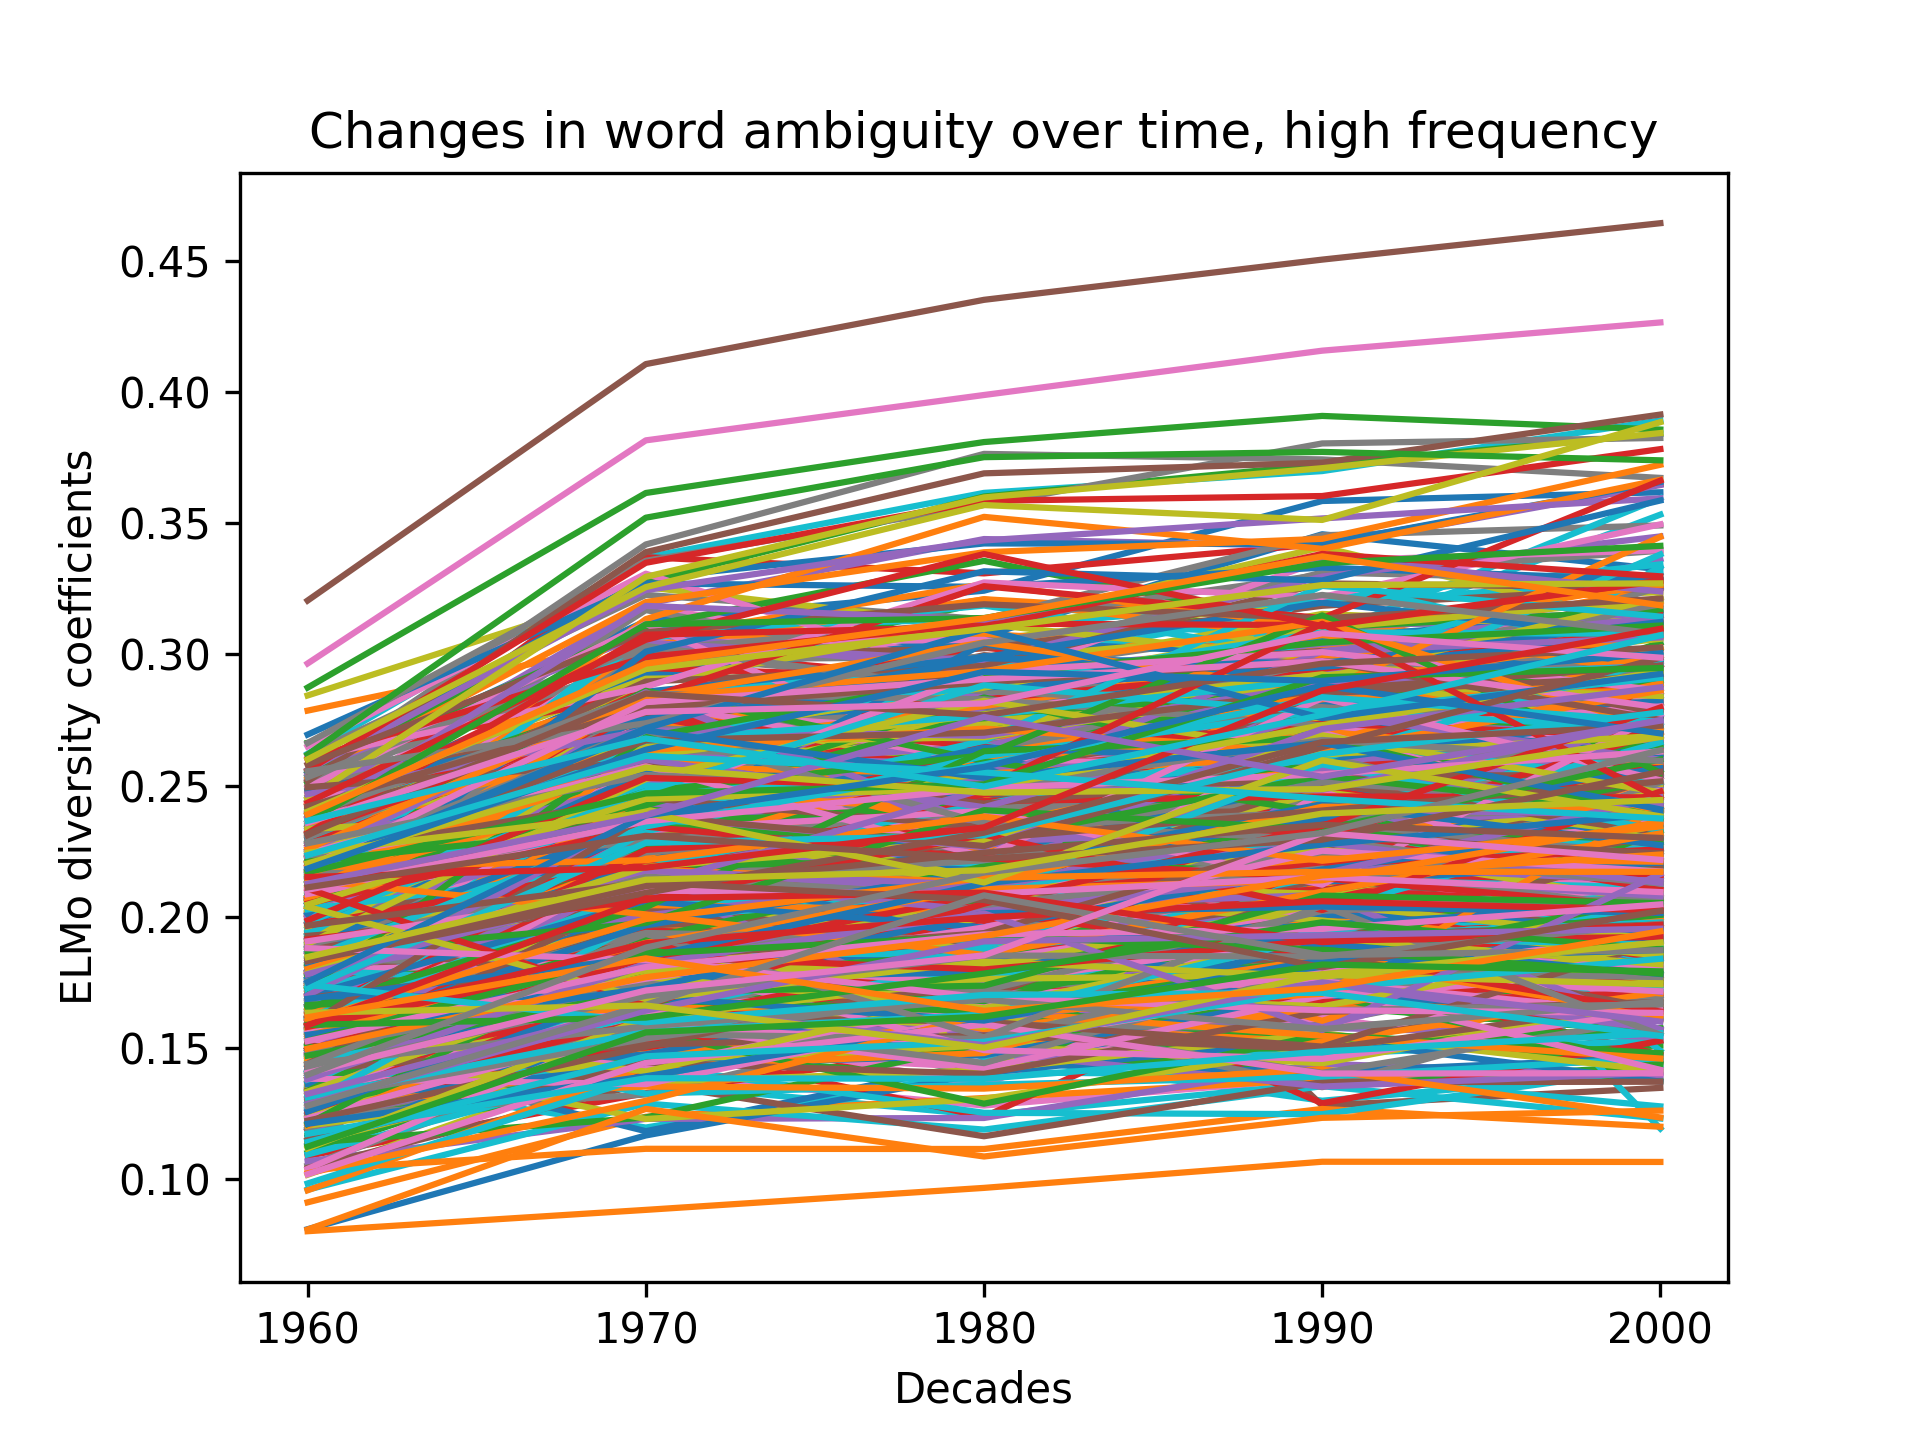 Changes in word ambiguity over time, high frequency
ELMo diversity coefficients
0.45
0.40
0.35
0.30
0.25
0.20
0.15
0.10
1960 1970 1980 1990 2000
Decades